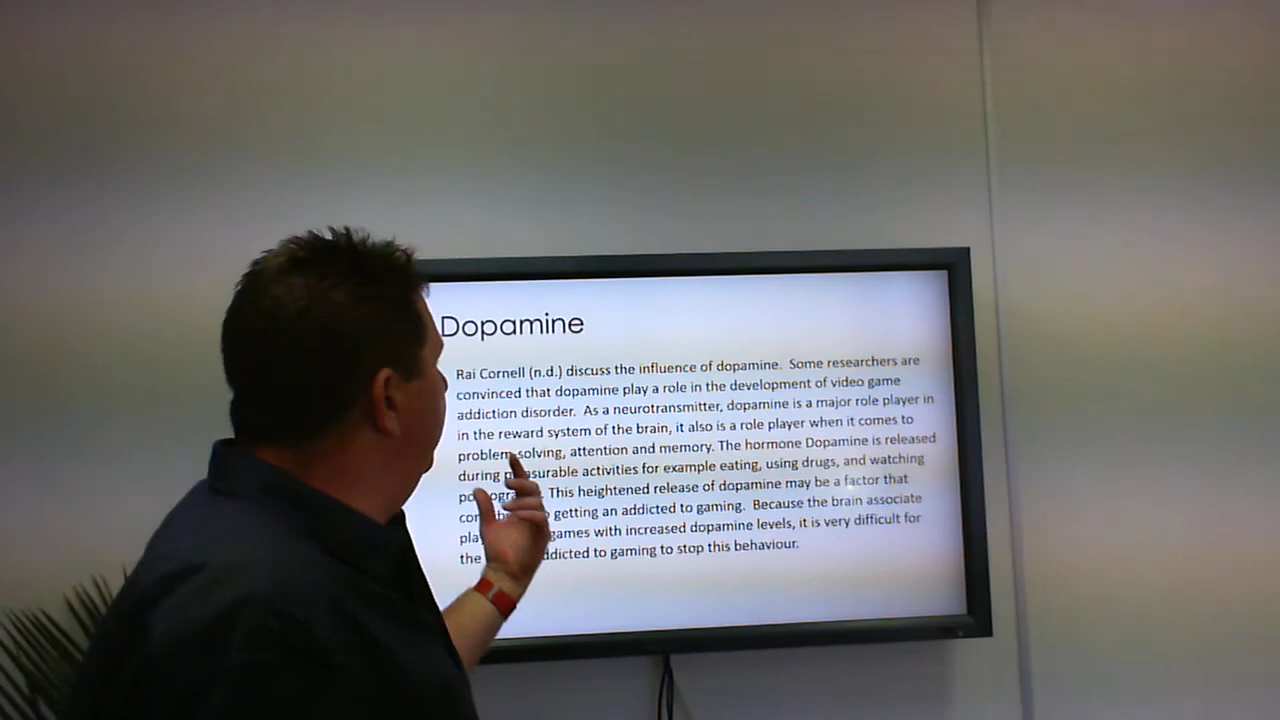 Dopamine
Rai Cornell (n.d.) discuss the influence of dopamine. Some researchers are
convinced that dopamine play a role in the development of video game
addiction disorder. As a neurotransmitter, dopamine is a major role player in
in the reward system of the brain, it also is a role player when it comes to
problem solving, attention and memory. The hormone Dopamine is released
during pleasurable activities for example eating, using drugs, and watching
This heightened release of dopamine may be a factor that
getting an addicted to gaming. Because the brain associate
games with increased dopamine levels, it is very difficult for
the addicted to gaming to stop this behaviour.